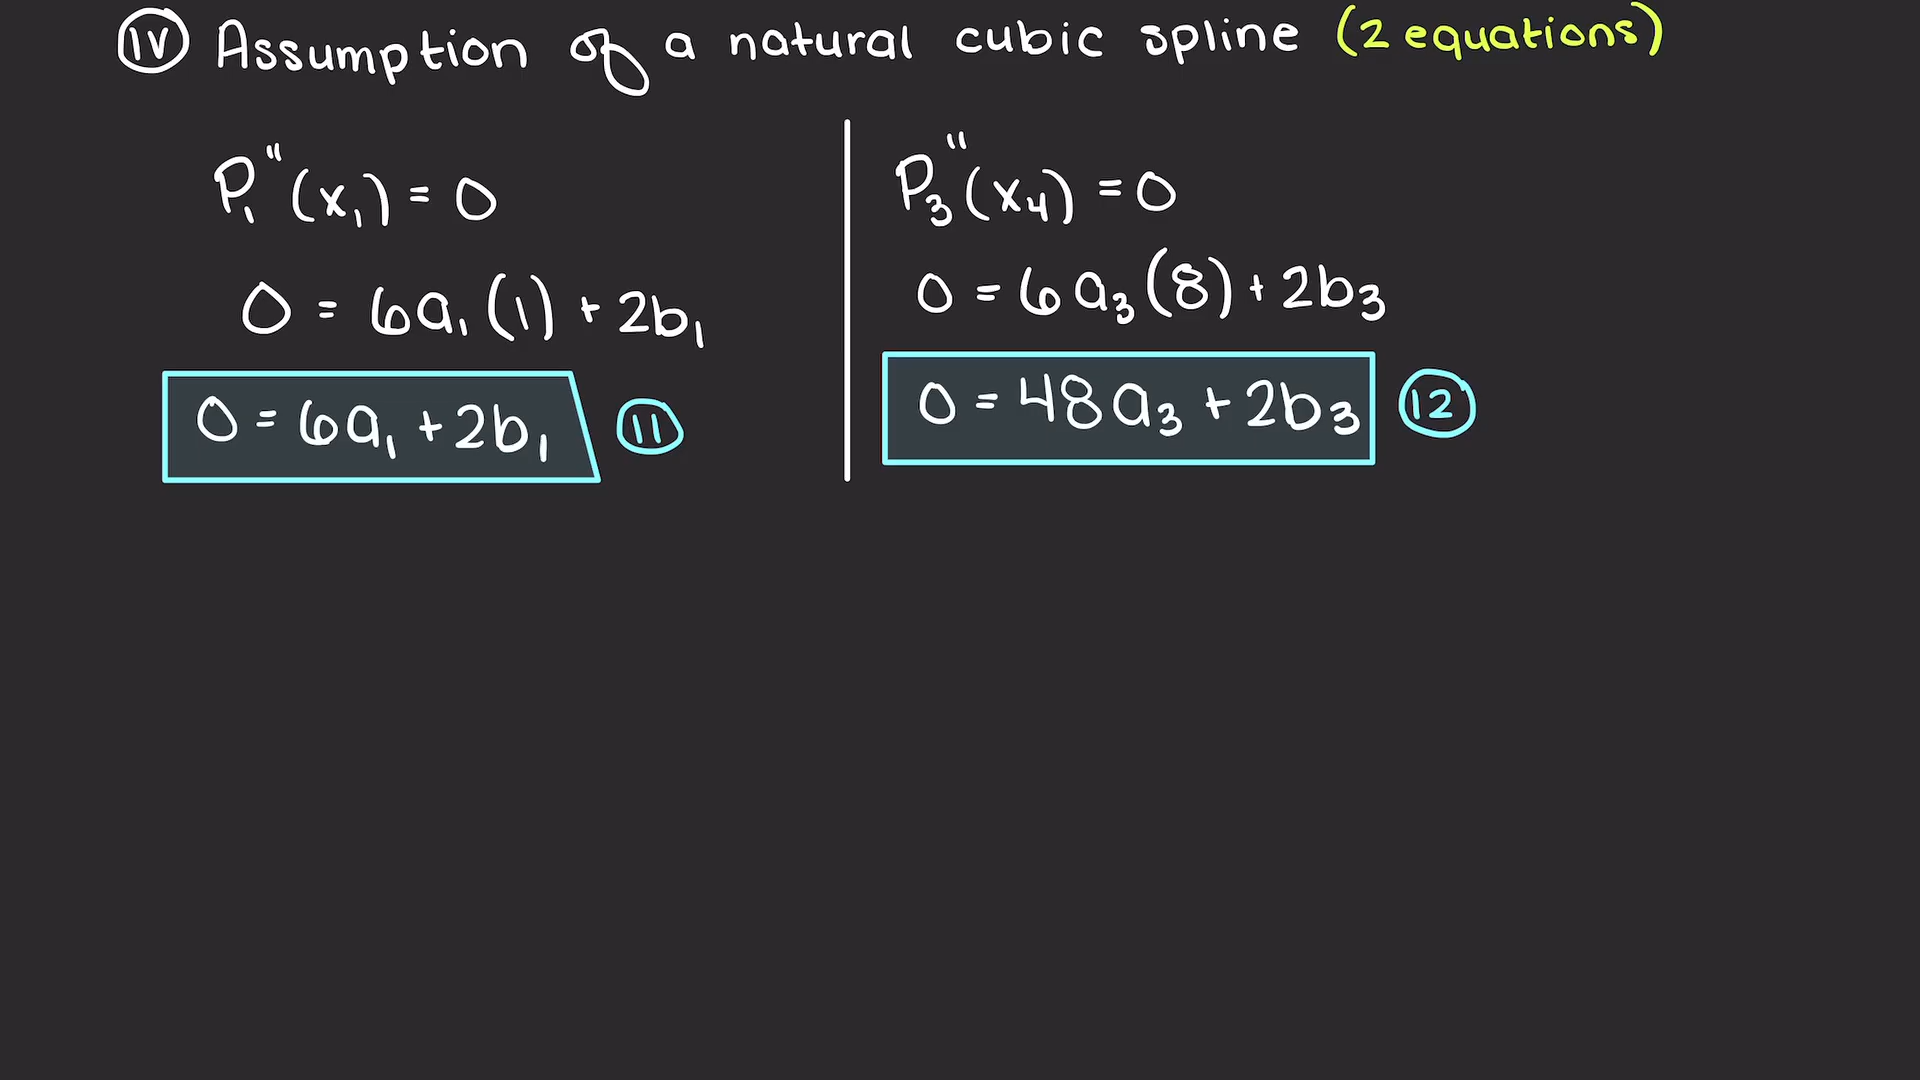 IV Assumption of a natural cubic spline (2 equations)
P₁"(x₁) = 0
0 = 6a₁(1) + 2b₁
0 = 6a₁ + 2b₁ 11
P₃"(x₄) = 0
0 = 6a₃(8) + 2b₃
0 = 48a₃ + 2b₃ 12